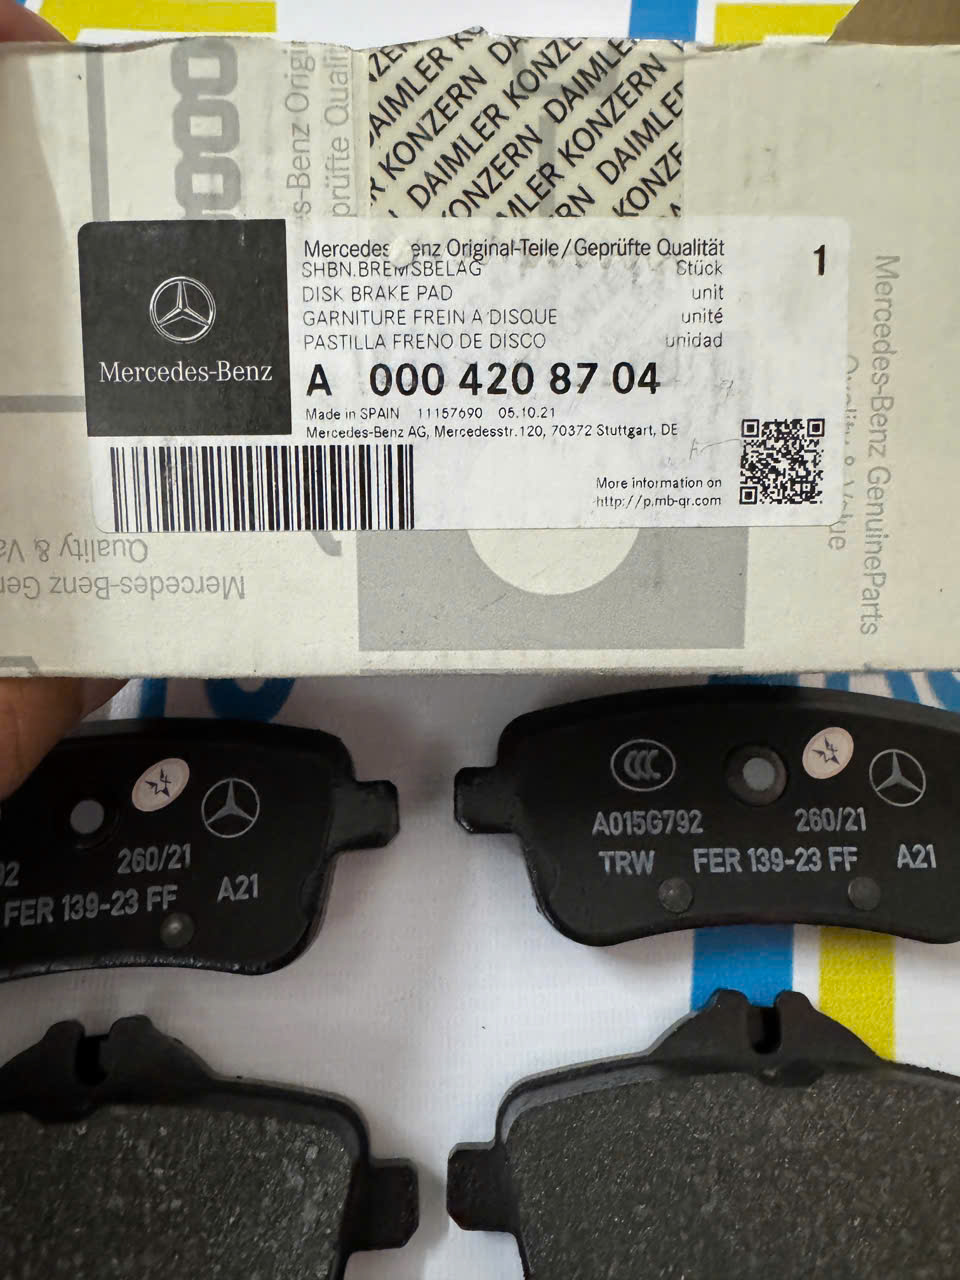 DAIMLER KONZERN
DAIMLER KONZERN
DAIMLER KONZERN
Mercedes-Benz Original-Teile/Geprüfte Qualität
1
SHBN.BREMSBELAG Stück
DISK BRAKE PAD unit
GARNITURE FREIN A DISQUE unité
PASTILLA FRENO DE DISCO unidad
Mercedes-Benz
A 000 420 87 04
Made in SPAIN 11157690 05.10.21
Mercedes-Benz AG, Mercedesstr.120, 70372 Stuttgart, DE
More information on
http://p.mb-qr.com
Mercedes-Benz GenuineParts
Quality &
Mercedes-Benz
260/21
FER 139-23 FF A21
CCC
A015G792 260/21
TRW FER 139-23 FF A21